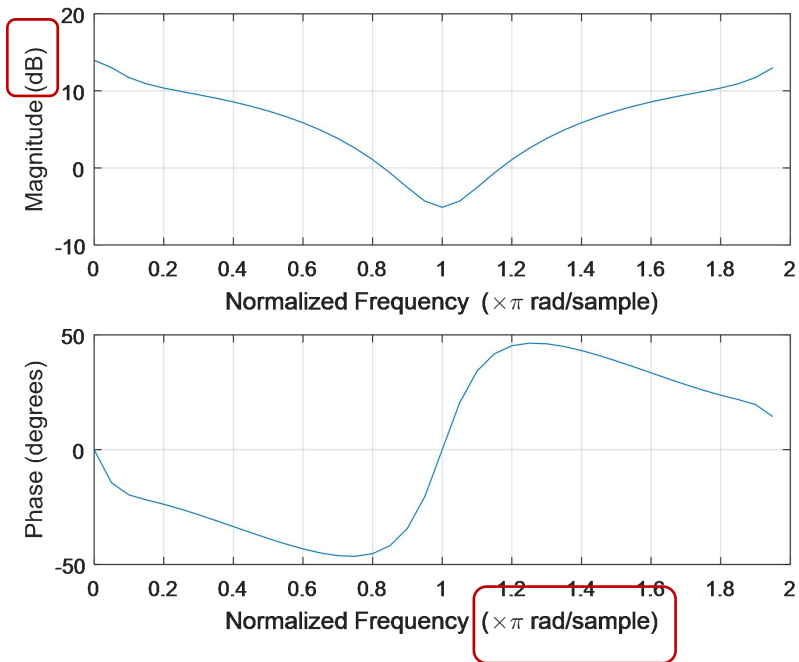 20
10
0
-10
Magnitude (dB)
0 0.2 0.4 0.6 0.8 1 1.2 1.4 1.6 1.8 2
Normalized Frequency (×π rad/sample)
50
0
-50
Phase (degrees)
0 0.2 0.4 0.6 0.8 1 1.2 1.4 1.6 1.8 2
Normalized Frequency (×π rad/sample)